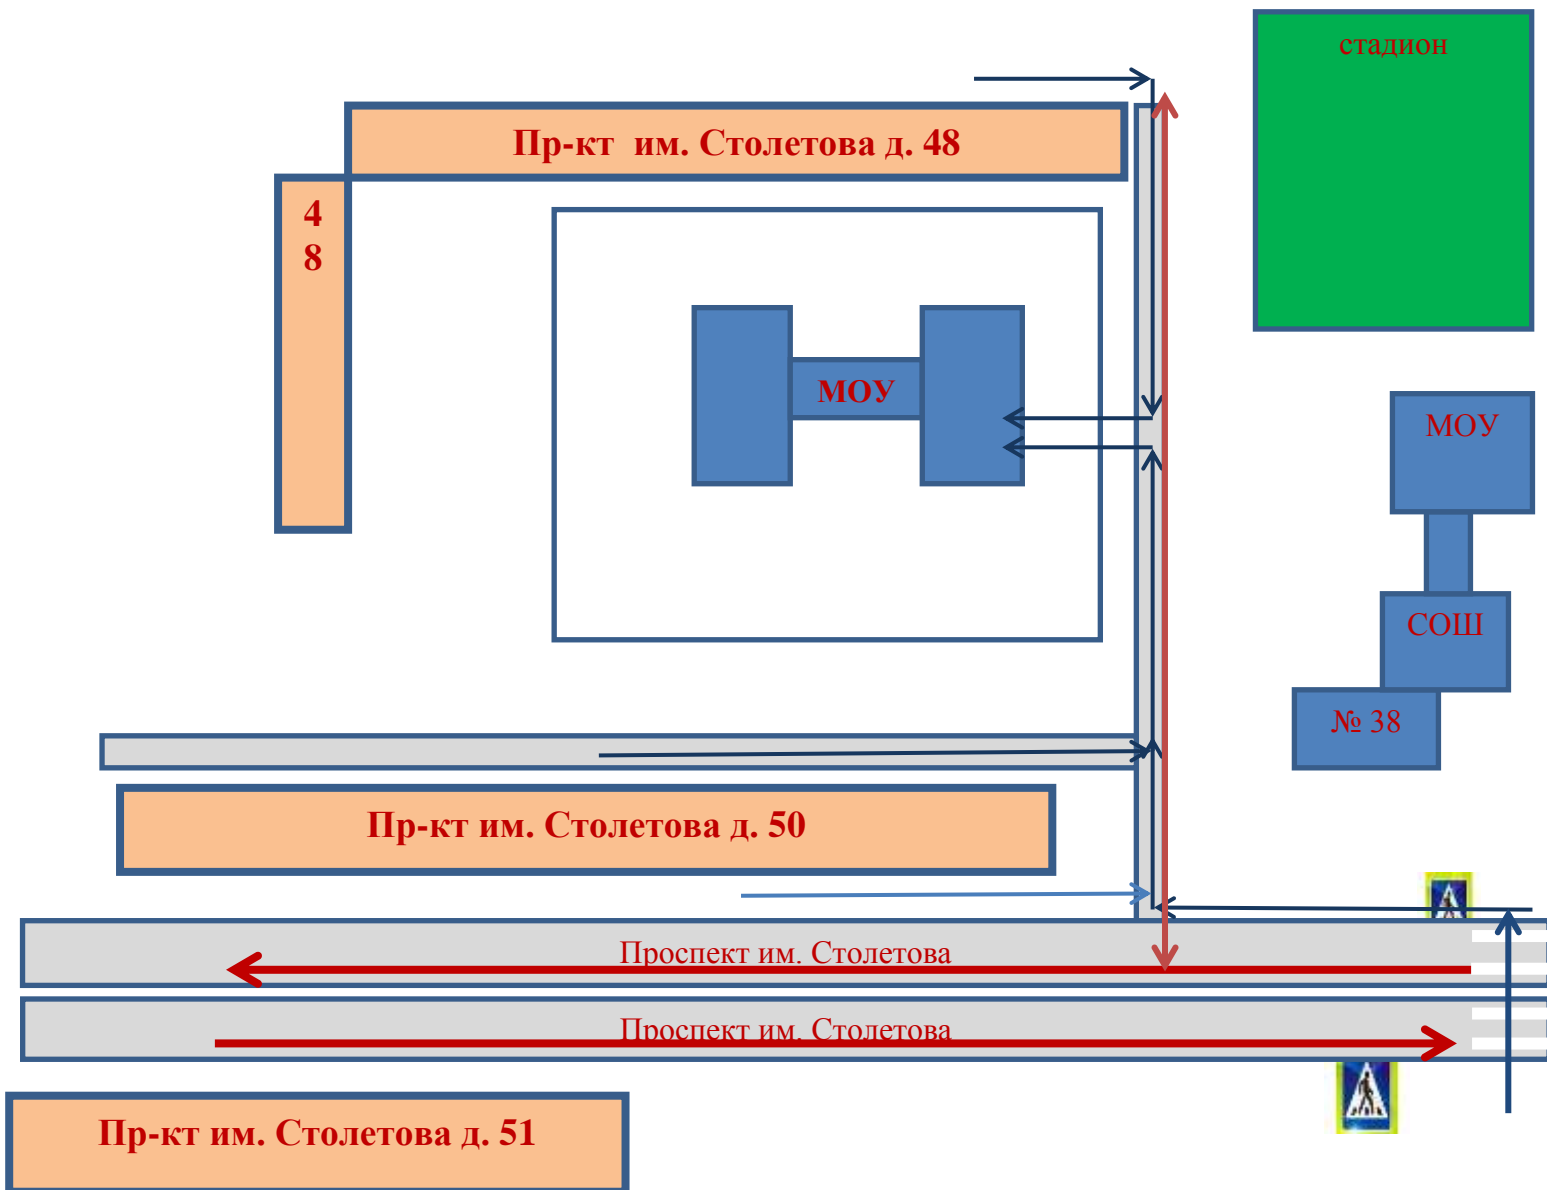 стадион
Пр-кт им. Столетова д. 48
4
8
МОУ
МОУ
СОШ
№ 38
Пр-кт им. Столетова д. 50
Проспект им. Столетова
Проспект им. Столетова
Пр-кт им. Столетова д. 51